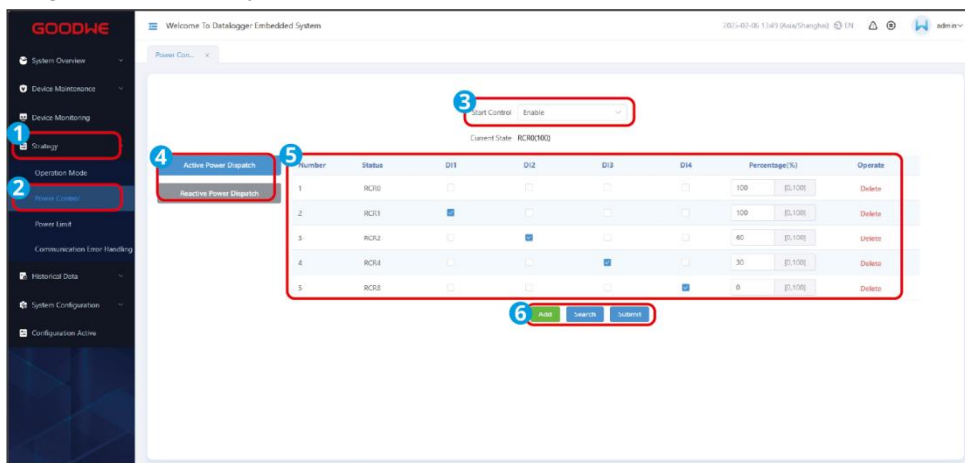 GOODWE
Welcome To Datalogger Embedded System
2025-02-06 13:49 (Asia/Shanghai)
EN
admin
Power Con...
x
System Overview
Device Maintenance
Device Monitoring
1
Strategy
Operation Mode
2
Power Control
Power Limit
Communication Error Handling
Historical Data
System Configuration
Configuration Active
3
Start Control Enable
Current State RCR0(100)
4
Active Power Dispatch
Reactive Power Dispatch
5
Number Status DI1 DI2 DI3 DI4 Percentage(%) Operate
1 RCR0 100 [0,100] Delete
2 RCR1 100 [0,100] Delete
3 RCR2 60 [0,100] Delete
4 RCR4 30 [0,100] Delete
5 RCR8 0 [0,100] Delete
6
Add Search Submit